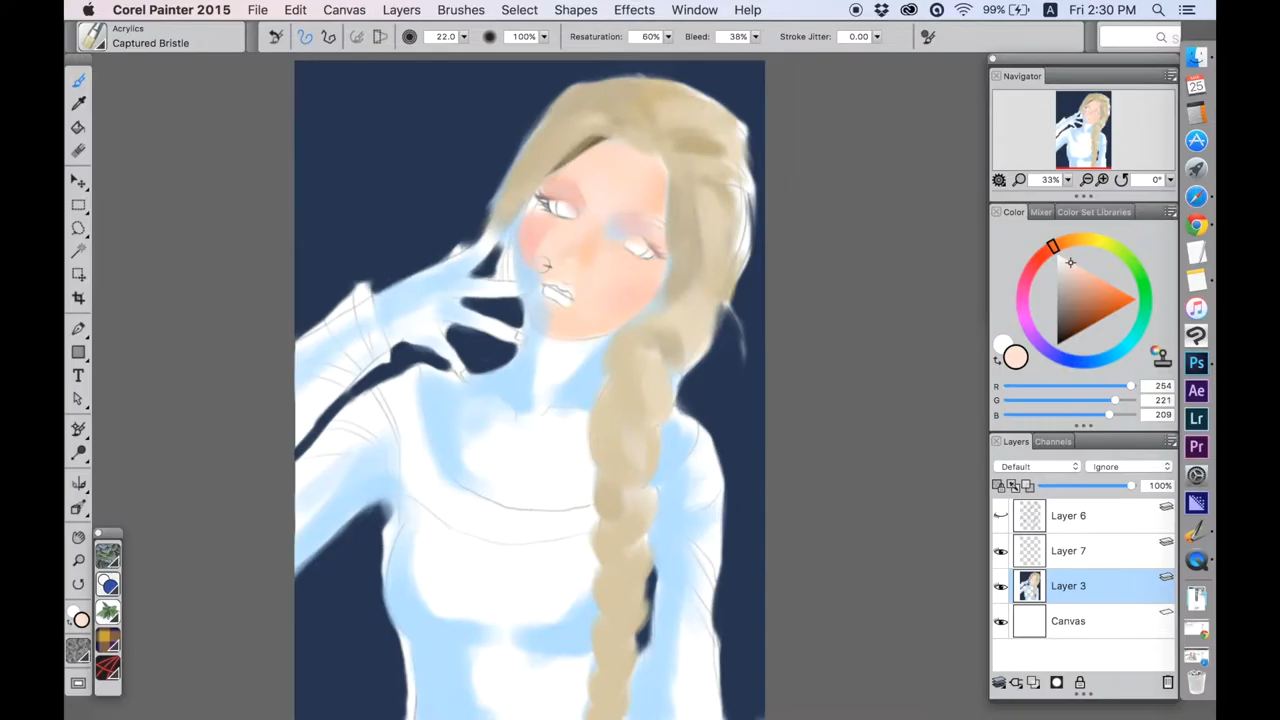 Corel Painter 2015 File Edit Canvas Layers Brushes Select Shapes Effects Window Help 99% A Fri 2:30 PM
Acrylics
Captured Bristle
22.0 100% Resaturation: 60% Bleed: 38% Stroke Jitter: 0.00
Navigator
33% 0°
Color Mixer Color Set Libraries
R 254
G 221
B 209
Layers Channels
Default Ignore
100%
Layer 6
Layer 7
Layer 3
Canvas
T
25
Ps
Ae
Lr
Pr